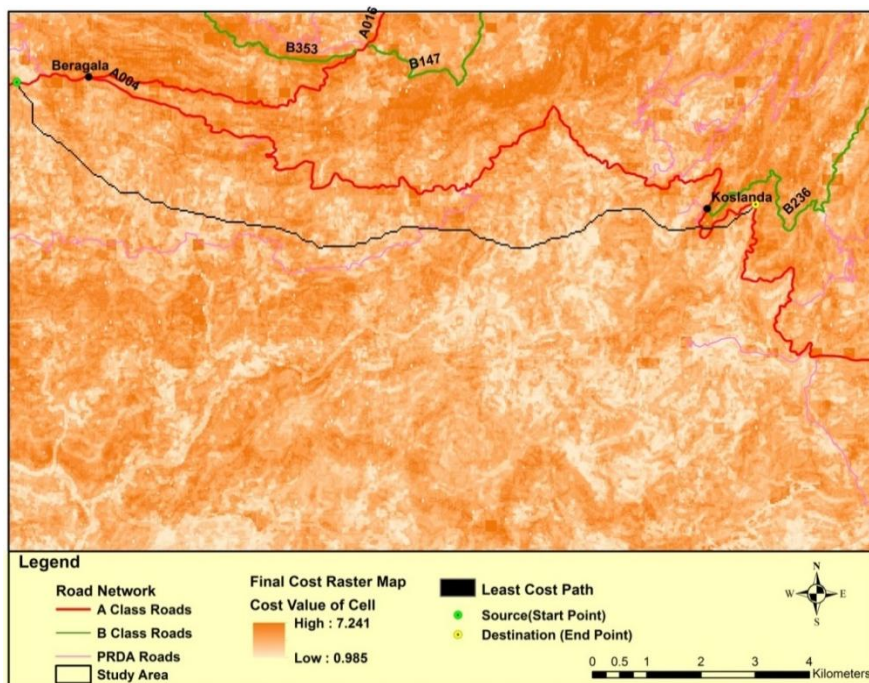 A016
B353
B147
Beragala
A004
Koslanda
B236
Legend
Road Network
A Class Roads
B Class Roads
PRDA Roads
Study Area
Final Cost Raster Map
Cost Value of Cell
High : 7.241
Low : 0.985
Least Cost Path
Source(Start Point)
Destination (End Point)
N
W E
S
0 0.5 1 2 3 4
Kilometers